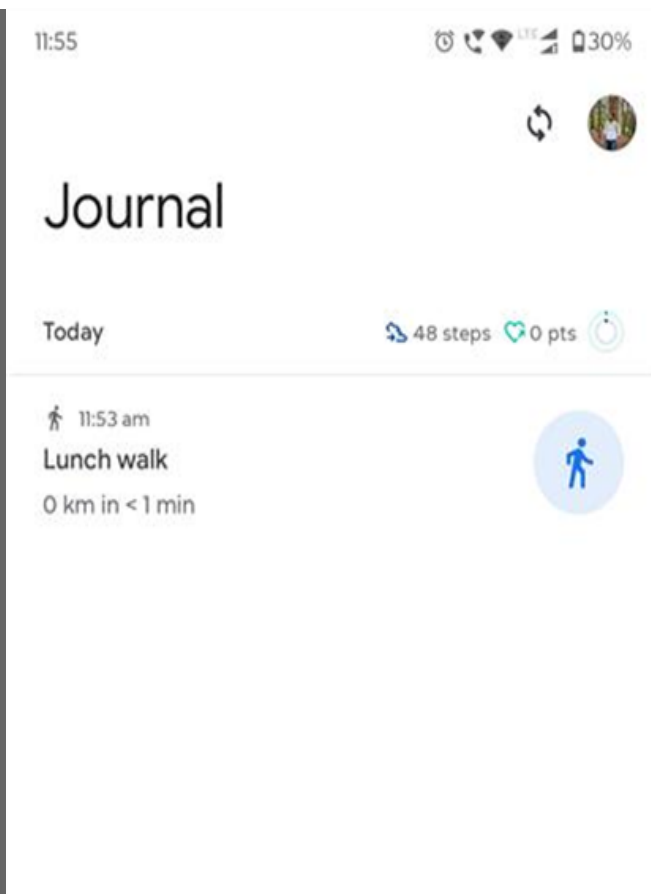 11:55 LTE 30%
Journal
Today 48 steps 0 pts
11:53 am
Lunch walk
0 km in < 1 min